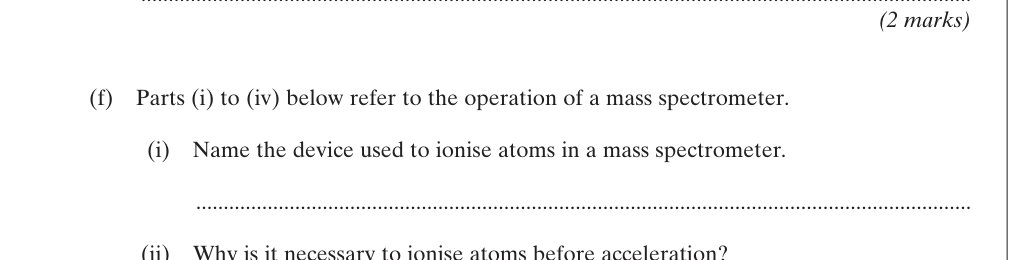 (2 marks)
(f) Parts (i) to (iv) below refer to the operation of a mass spectrometer.
(i) Name the device used to ionise atoms in a mass spectrometer.
(ii) Why is it necessary to ionise atoms before acceleration?